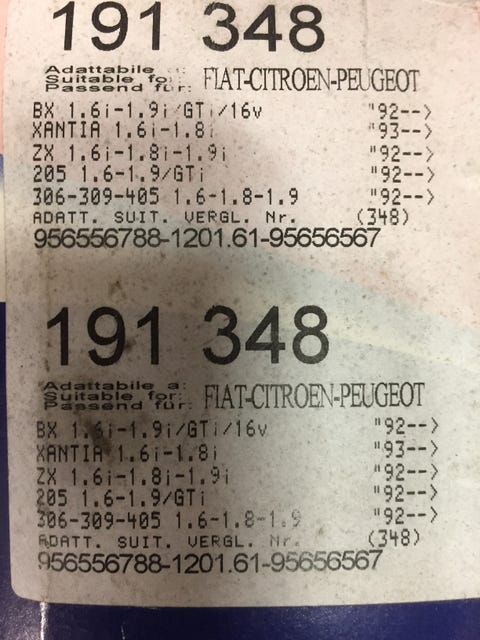 191 348
Adattabile a:
Suitable for:
Passend für:
FIAT-CITROEN-PEUGEOT
BX 1.6i-1.9i/GTi/16v "92-->
XANTIA 1.6i-1.8i "93-->
ZX 1.6i-1.8i-1.9i "92-->
205 1.6-1.9/GTi "92-->
306-309-405 1.6-1.8-1.9 "92-->
ADATT. SUIT. VERGL. Nr. (348)
956556788-1201.61-95656567
191 348
Adattabile a:
Suitable for:
Passend für:
FIAT-CITROEN-PEUGEOT
BX 1.6i-1.9i/GTi/16v "92-->
XANTIA 1.6i-1.8i "93-->
ZX 1.6i-1.8i-1.9i "92-->
205 1.6-1.9/GTi "92-->
306-309-405 1.6-1.8-1.9 "92-->
ADATT. SUIT. VERGL. Nr. (348)
956556788-1201.61-95656567